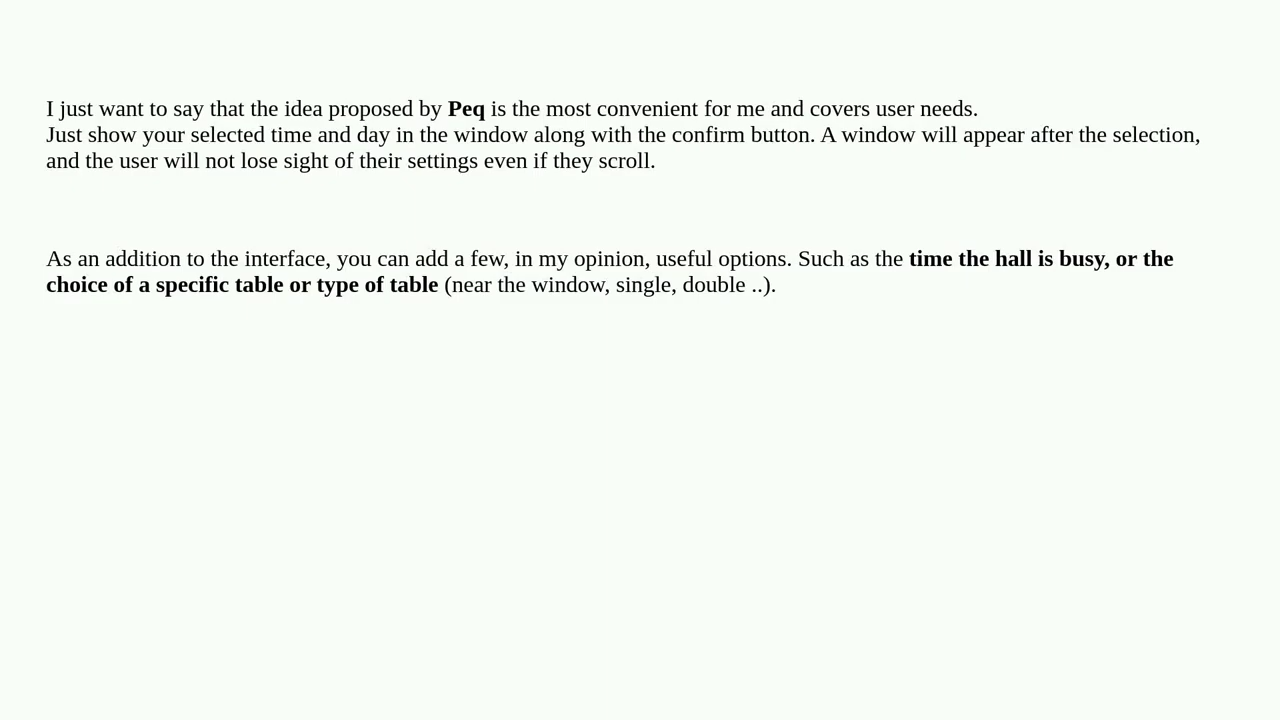 I just want to say that the idea proposed by Peq is the most convenient for me and covers user needs.
Just show your selected time and day in the window along with the confirm button. A window will appear after the selection,
and the user will not lose sight of their settings even if they scroll.
As an addition to the interface, you can add a few, in my opinion, useful options. Such as the time the hall is busy, or the
choice of a specific table or type of table (near the window, single, double ..).